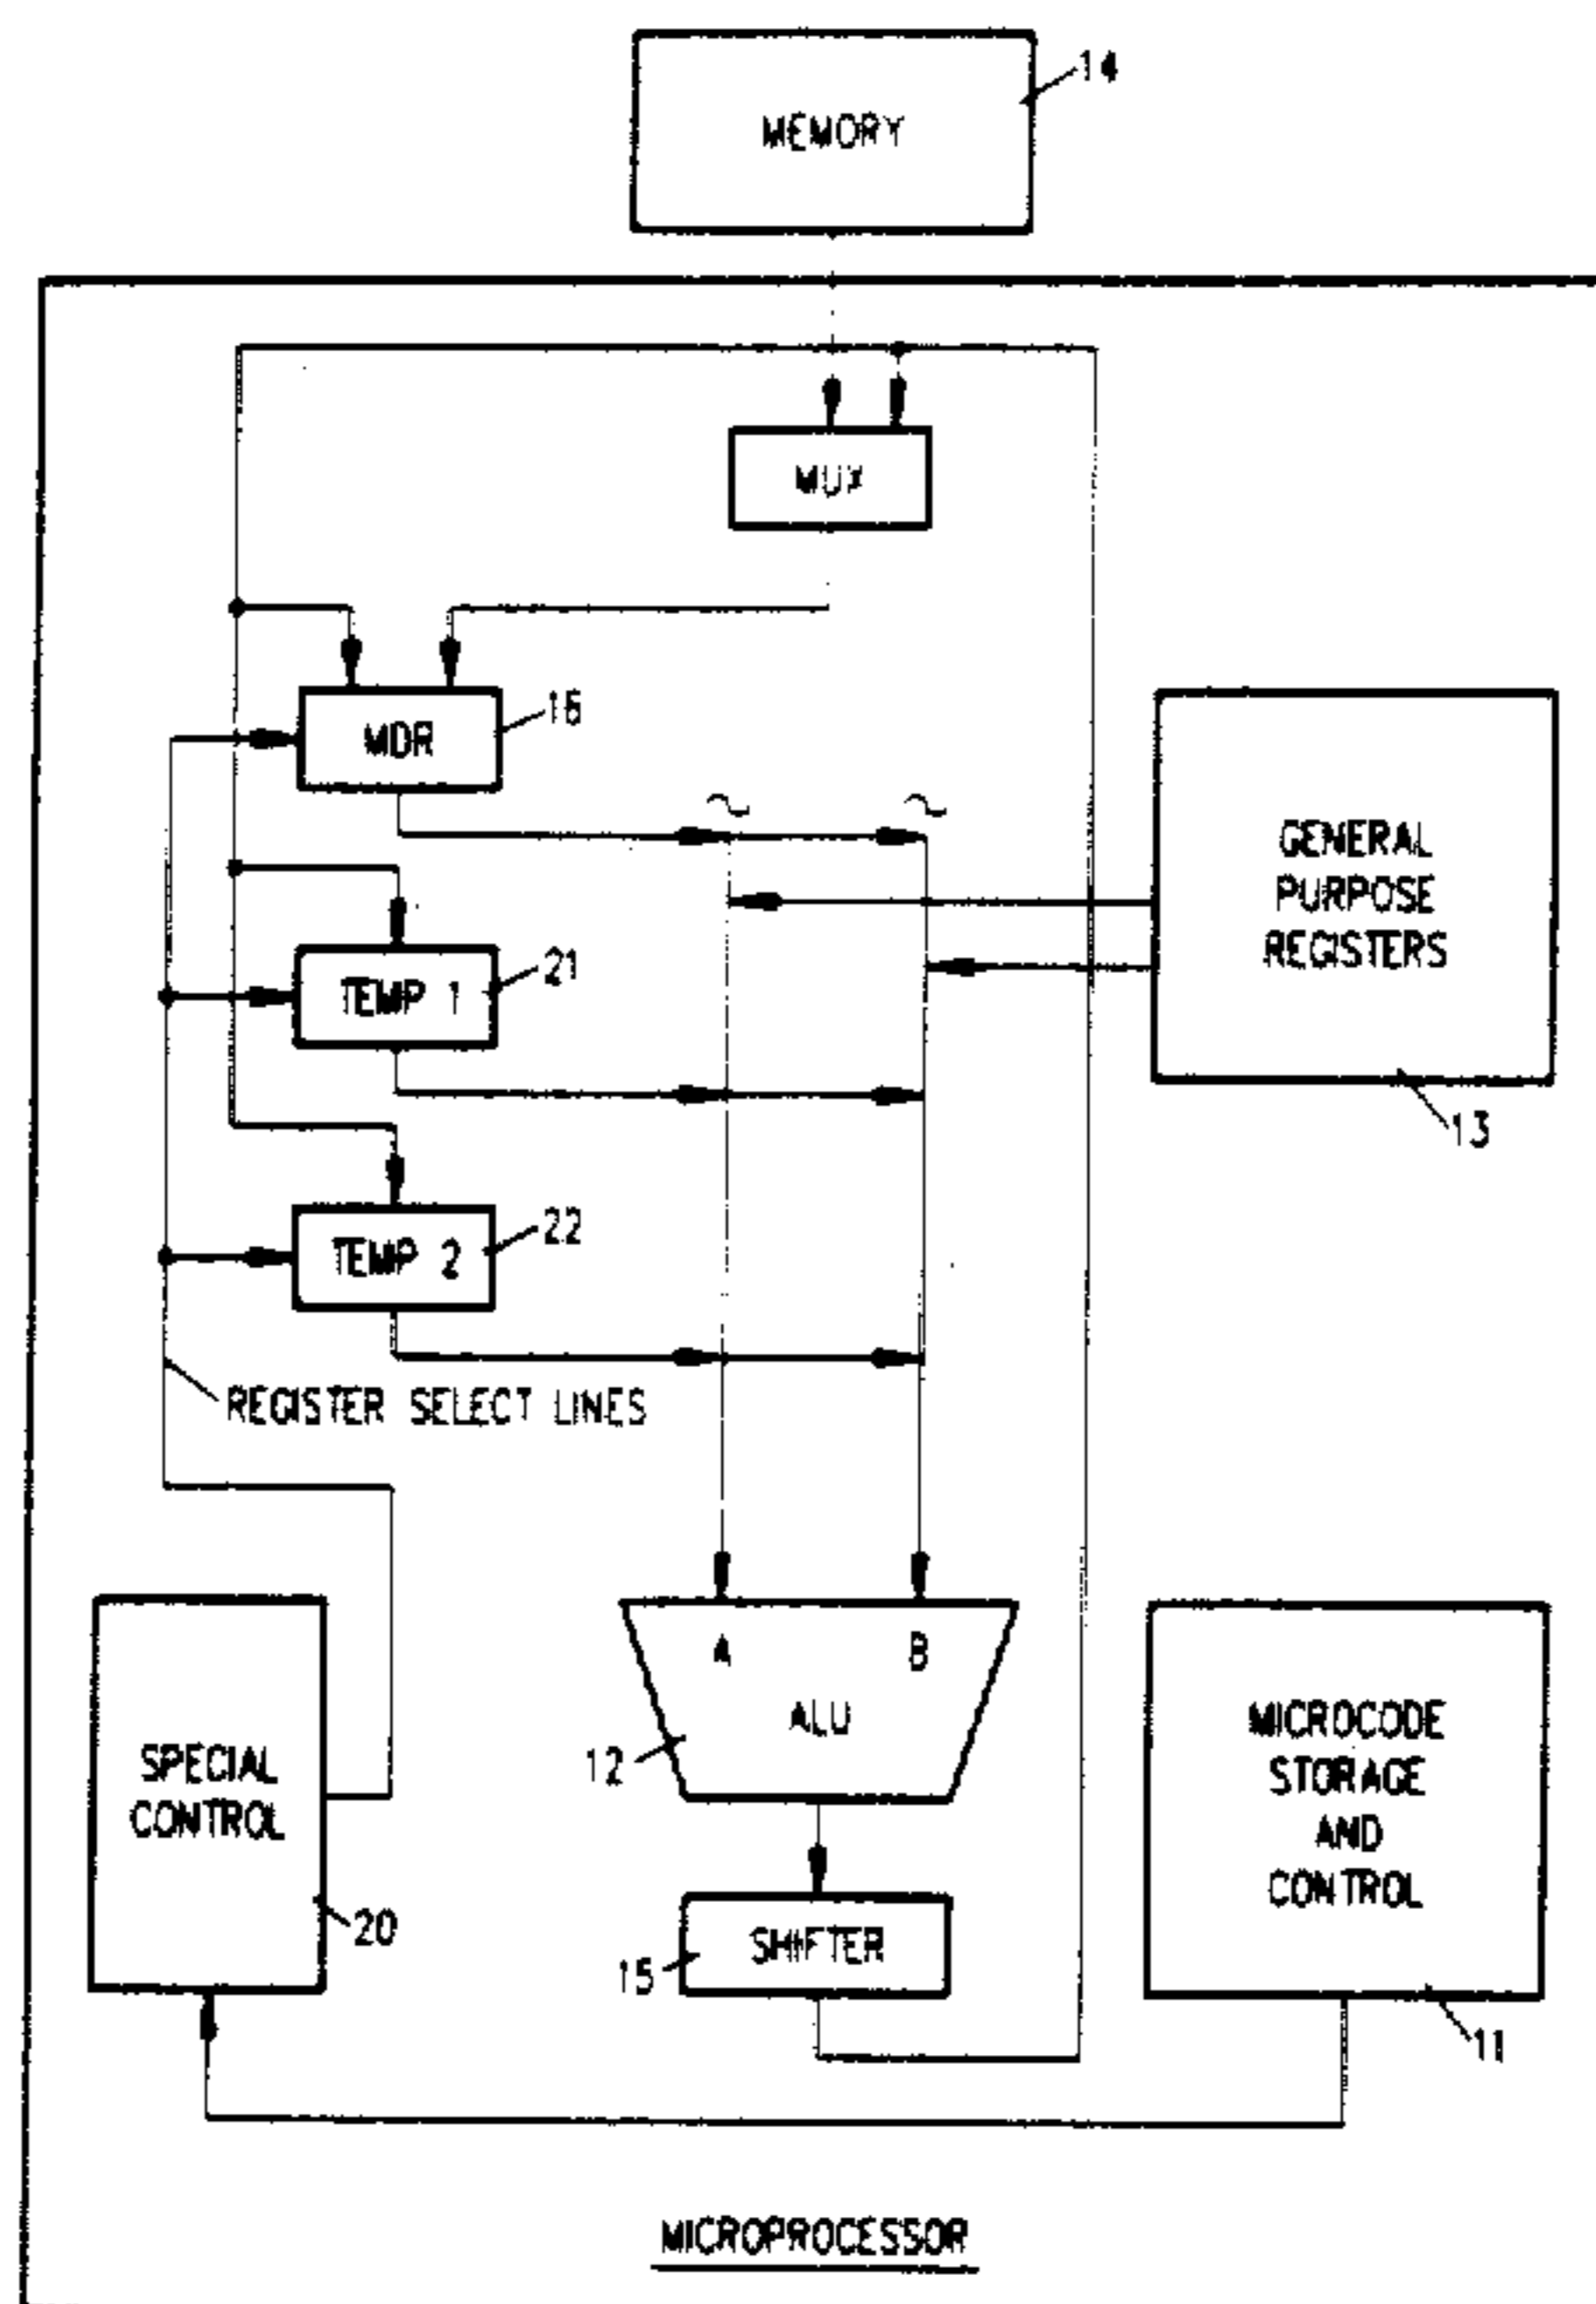 MEMORY
14
MUX
MDR
16
GENERAL
PURPOSE
REGISTERS
13
TEMP 1
21
TEMP 2
22
REGISTER SELECT LINES
SPECIAL
CONTROL
20
A
B
ALU
12
SHIFTER
15
MICROCODE
STORAGE
AND
CONTROL
11
MICROPROCESSOR